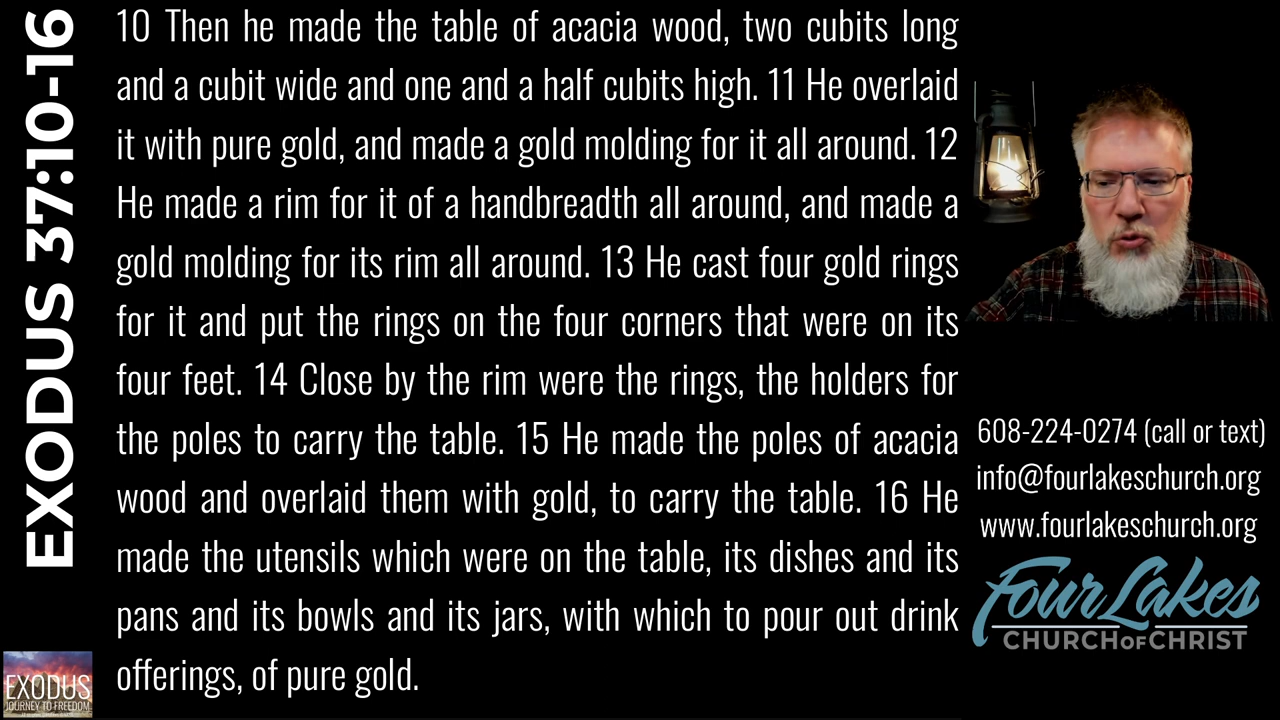 EXODUS 37:10-16
10 Then he made the table of acacia wood, two cubits long
and a cubit wide and one and a half cubits high. 11 He overlaid
it with pure gold, and made a gold molding for it all around. 12
He made a rim for it of a handbreadth all around, and made a
gold molding for its rim all around. 13 He cast four gold rings
for it and put the rings on the four corners that were on its
four feet. 14 Close by the rim were the rings, the holders for
the poles to carry the table. 15 He made the poles of acacia
wood and overlaid them with gold, to carry the table. 16 He
made the utensils which were on the table, its dishes and its
pans and its bowls and its jars, with which to pour out drink
offerings, of pure gold.
608-224-0274 (call or text)
info@fourlakeschurch.org
www.fourlakeschurch.org
Four Lakes
CHURCH OF CHRIST
EXODUS
JOURNEY TO FREEDOM